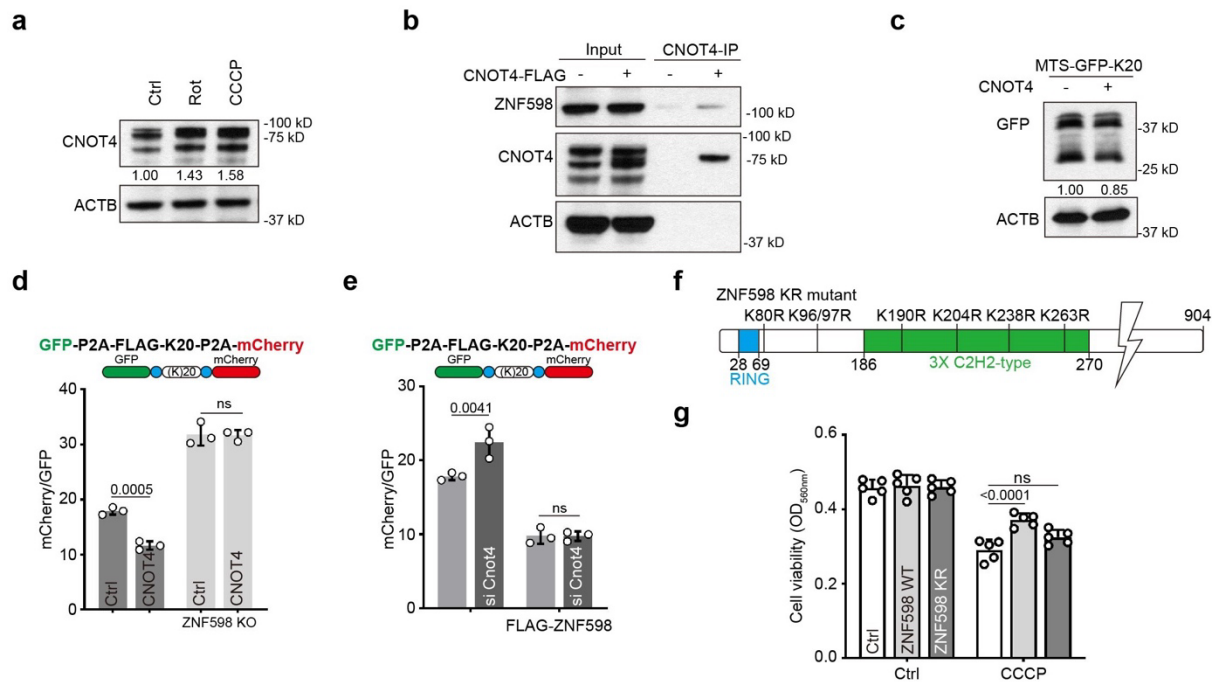 a
Ctrl
Rot
CCCP
-100 kD
-75 kD
CNOT4
1.00 1.43 1.58
ACTB
-37 kD
b
Input CNOT4-IP
CNOT4-FLAG - + - +
ZNF598
-100 kD
-100 kD
CNOT4
-75 kD
ACTB
-37 kD
c
MTS-GFP-K20
CNOT4 - +
GFP
-37 kD
-25 kD
1.00 0.85
ACTB
-37 kD
d
GFP-P2A-FLAG-K20-P2A-mCherry
GFP mCherry
(K)20
mCherry/GFP
40
30
20
10
0
0.0005
ns
Ctrl
CNOT4
Ctrl
CNOT4
ZNF598 KO
e
GFP-P2A-FLAG-K20-P2A-mCherry
GFP mCherry
(K)20
mCherry/GFP
30
20
10
0
0.0041
ns
si Cnot4
si Cnot4
FLAG-ZNF598
f
ZNF598 KR mutant
K80R K96/97R K190R K204R K238R K263R 904
28 69 186 3X C2H2-type 270
RING
g
Cell viability (OD560nm)
0.6
0.4
0.2
0.0
<0.0001
ns
Ctrl
ZNF598 WT
ZNF598 KR
Ctrl CCCP